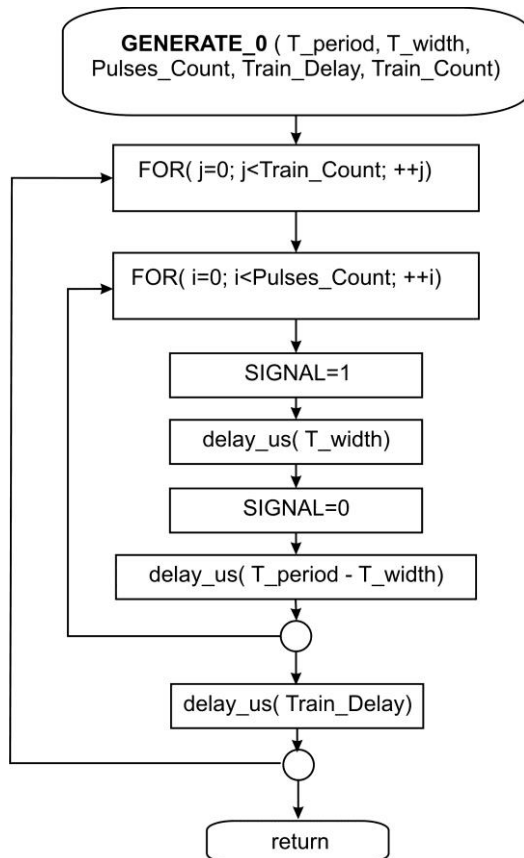 GENERATE_0 ( T_period, T_width,
Pulses_Count, Train_Delay, Train_Count)
FOR( j=0; j<Train_Count; ++j)
FOR( i=0; i<Pulses_Count; ++i)
SIGNAL=1
delay_us( T_width)
SIGNAL=0
delay_us( T_period - T_width)
delay_us( Train_Delay)
return